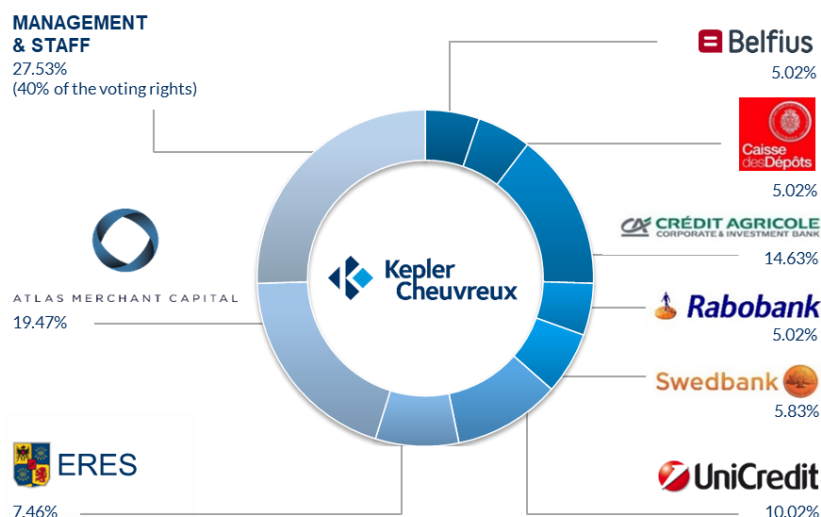 MANAGEMENT
& STAFF
27.53%
(40% of the voting rights)
ATLAS MERCHANT CAPITAL
19.47%
ERES
7.46%
Kepler
Cheuvreux
Belfius
5.02%
Caisse
desDépôts
5.02%
CA CRÉDIT AGRICOLE
CORPORATE & INVESTMENT BANK
14.63%
Rabobank
5.02%
Swedbank
5.83%
UniCredit
10.02%